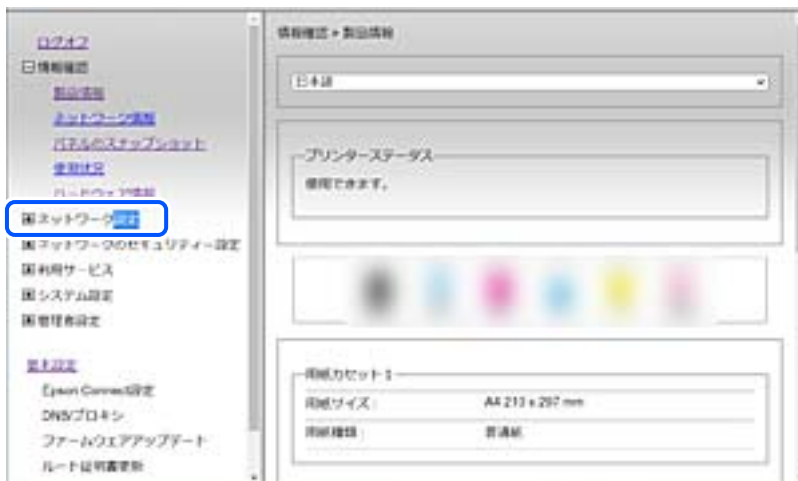 ログオフ
情報確認
製品情報
ネットワーク情報
パネルのスナップショット
使用状況
ハードウェア情報
ネットワーク設定
ネットワークのセキュリティー設定
利用サービス
システム設定
管理者設定
基本設定
Epson Connect設定
DNS/プロキシ
ファームウェアアップデート
ルート証明書更新
情報確認 > 製品情報
日本語
プリンターステータス
使用できます。
用紙カセット 1
用紙サイズ : A4 210 x 297 mm
用紙種類 : 普通紙